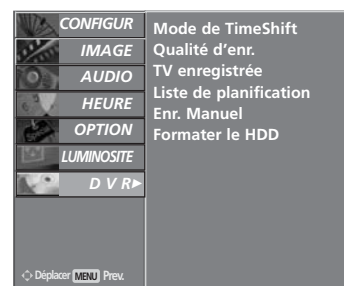 CONFIGUR
IMAGE
AUDIO
HEURE
OPTION
LUMINOSITE
D V R
Mode de TimeShift
Qualité d'enr.
TV enregistrée
Liste de planification
Enr. Manuel
Formater le HDD
Déplacer MENU Prev.